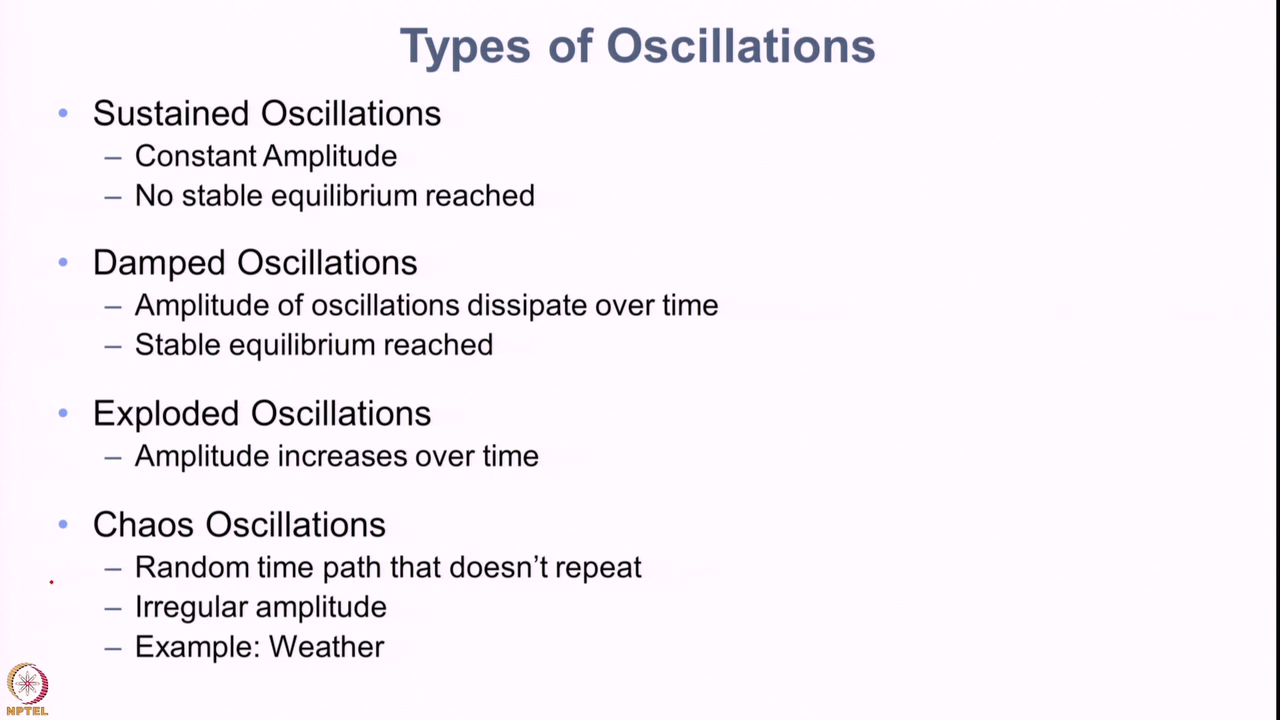 Types of Oscillations
• Sustained Oscillations
– Constant Amplitude
– No stable equilibrium reached
• Damped Oscillations
– Amplitude of oscillations dissipate over time
– Stable equilibrium reached
• Exploded Oscillations
– Amplitude increases over time
• Chaos Oscillations
– Random time path that doesn’t repeat
– Irregular amplitude
– Example: Weather
NPTEL